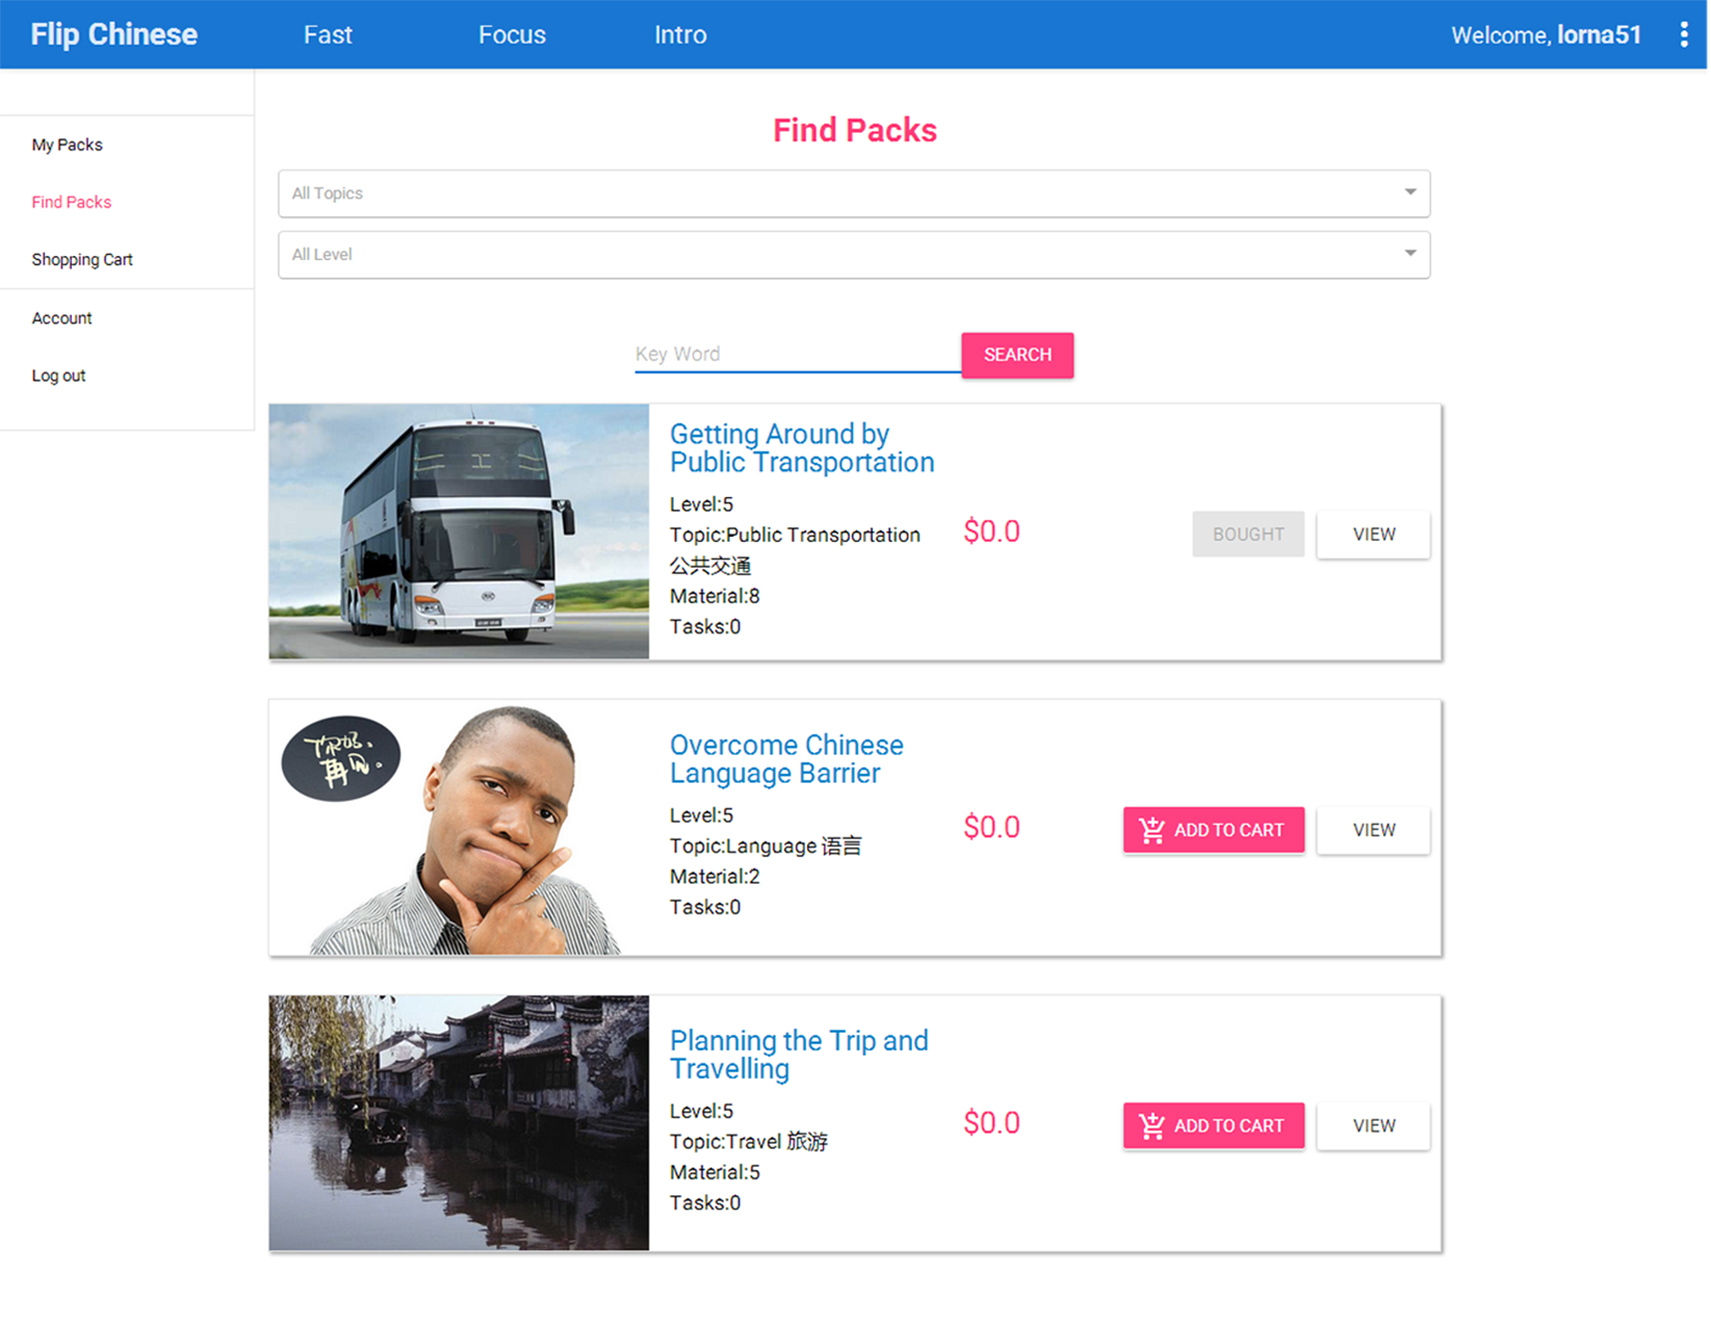 Flip Chinese
Fast
Focus
Intro
Welcome, lorna51
My Packs
Find Packs
Shopping Cart
Account
Log out
Find Packs
All Topics
All Level
Key Word
SEARCH
Getting Around by
Public Transportation
Level:5
Topic:Public Transportation
公共交通
Material:8
Tasks:0
$0.0
BOUGHT
VIEW
你好.
再见.
Overcome Chinese
Language Barrier
Level:5
Topic:Language 语言
Material:2
Tasks:0
$0.0
ADD TO CART
VIEW
Planning the Trip and
Travelling
Level:5
Topic:Travel 旅游
Material:5
Tasks:0
$0.0
ADD TO CART
VIEW